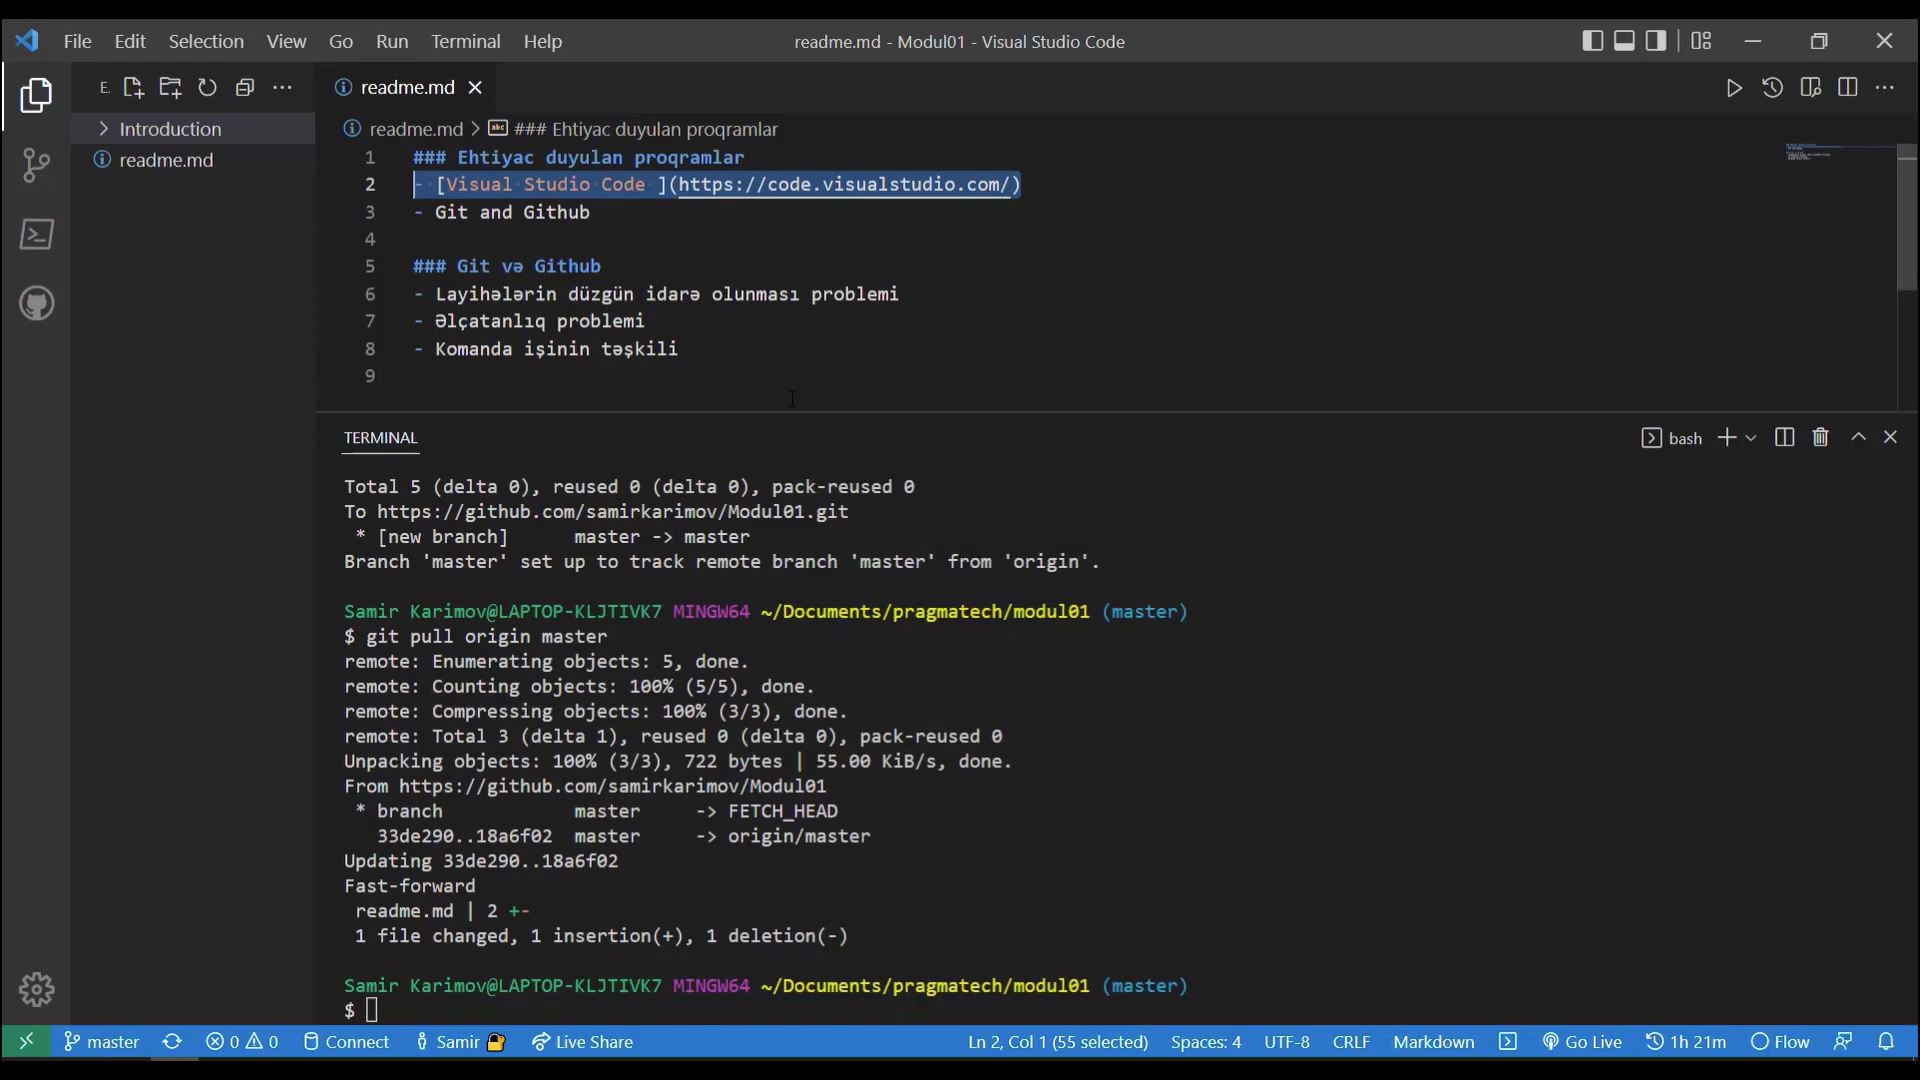 File Edit Selection View Go Run Terminal Help
readme.md - Modul01 - Visual Studio Code
E.
readme.md
Introduction
readme.md
readme.md > ### Ehtiyac duyulan proqramlar
1 ### Ehtiyac duyulan proqramlar
2 - [Visual Studio Code ](https://code.visualstudio.com/)
3 - Git and Github
4
5 ### Git və Github
6 - Layihələrin düzgün idarə olunması problemi
7 - Əlçatanlıq problemi
8 - Komanda işinin təşkili
9
TERMINAL
bash
Total 5 (delta 0), reused 0 (delta 0), pack-reused 0
To https://github.com/samirkarimov/Modul01.git
* [new branch] master -> master
Branch 'master' set up to track remote branch 'master' from 'origin'.
Samir Karimov@LAPTOP-KLJTIVK7 MINGW64 ~/Documents/pragmatech/modul01 (master)
$ git pull origin master
remote: Enumerating objects: 5, done.
remote: Counting objects: 100% (5/5), done.
remote: Compressing objects: 100% (3/3), done.
remote: Total 3 (delta 1), reused 0 (delta 0), pack-reused 0
Unpacking objects: 100% (3/3), 722 bytes | 55.00 KiB/s, done.
From https://github.com/samirkarimov/Modul01
* branch master -> FETCH_HEAD
33de290..18a6f02 master -> origin/master
Updating 33de290..18a6f02
Fast-forward
readme.md | 2 +-
1 file changed, 1 insertion(+), 1 deletion(-)
Samir Karimov@LAPTOP-KLJTIVK7 MINGW64 ~/Documents/pragmatech/modul01 (master)
$
master 0 0 Connect Samir Live Share Ln 2, Col 1 (55 selected) Spaces: 4 UTF-8 CRLF Markdown Go Live 1h 21m Flow